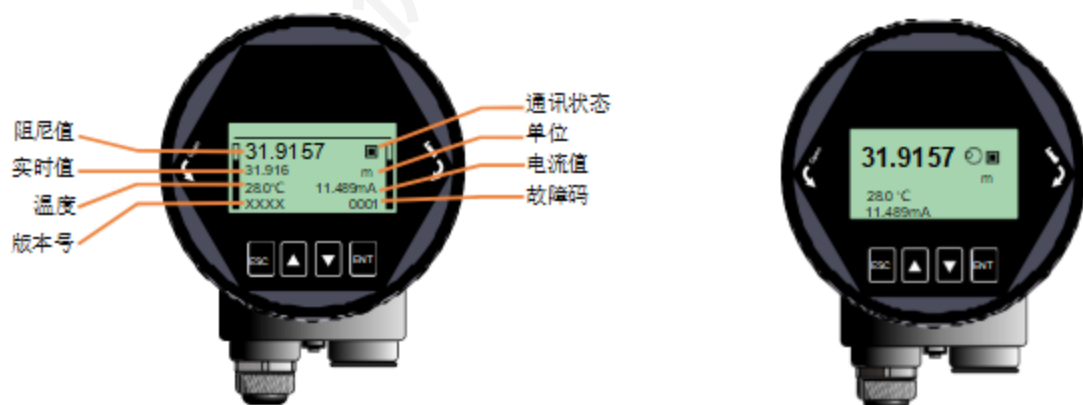 阻尼值
实时值
温度
版本号
31.9157
31.916
m
28.0℃
11.489mA
XXXX
0001
ESC
ENT
通讯状态
单位
电流值
故障码
31.9157
m
28.0 ℃
11.489mA
ESC
ENT